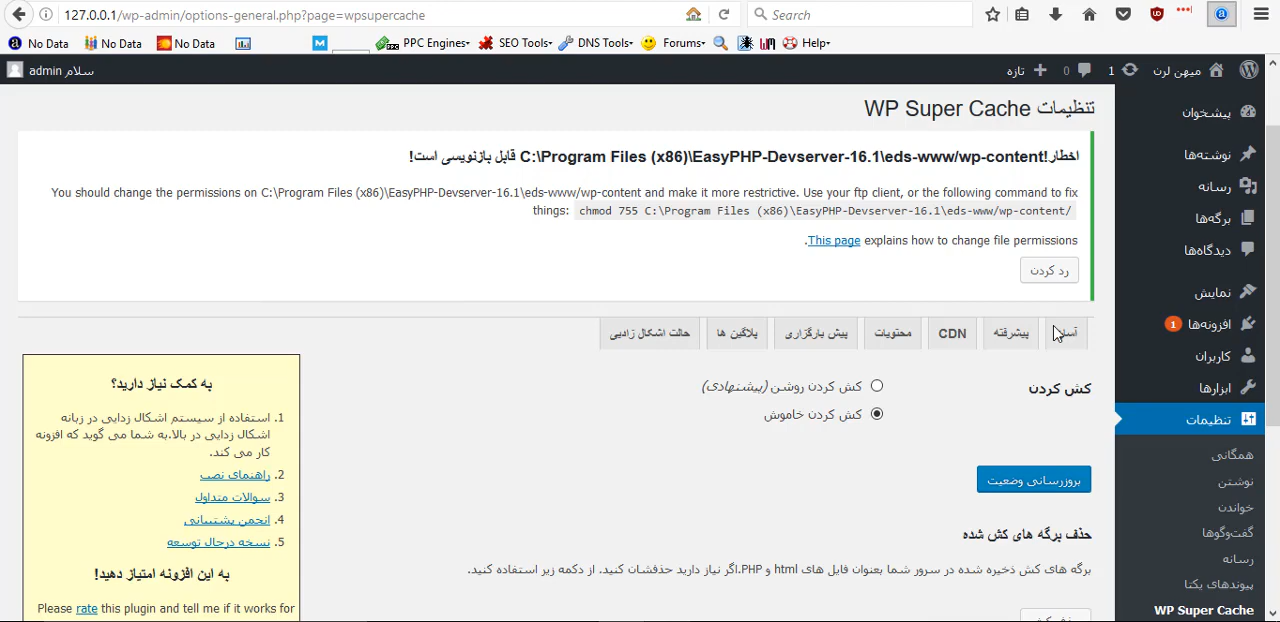 127.0.0.1/wp-admin/options-general.php?page=wpsupercache
Search
No Data
No Data
No Data
PPC Engines
SEO Tools
DNS Tools
Forums
Help
میهن لرن
1
0
تازه
سلام admin
پیشخوان
نوشته‌ها
رسانه
برگه‌ها
دیدگاه‌ها
نمایش
افزونه‌ها 1
کاربران
ابزارها
تنظیمات
همگانی
نوشتن
خواندن
گفت‌وگوها
رسانه
پیوندهای یکتا
WP Super Cache
تنظیمات WP Super Cache
اخطار!C:\Program Files (x86)\EasyPHP-Devserver-16.1\eds-www/wp-content قابل بازنویسی است!
You should change the permissions on C:\Program Files (x86)\EasyPHP-Devserver-16.1\eds-www/wp-content and make it more restrictive. Use your ftp client, or the following command to fix
things: chmod 755 C:\Program Files (x86)\EasyPHP-Devserver-16.1\eds-www/wp-content/
.This page explains how to change file permissions
رد کردن
پیشرفته
CDN
محتویات
پیش بارگزاری
پلاگین ها
حالت اشکال زادیی
کش کردن
کش کردن روشن (پیشنهادی)
کش کردن خاموش
بروزرسانی وضعیت
حذف برگه های کش شده
برگه های کش ذخیره شده در سرور شما بعنوان فایل های html و PHP.اگر نیاز دارید حذفشان کنید. از دکمه زیر استفاده کنید.
به کمک نیاز دارید؟
1. استفاده از سیستم اشکال زدایی در زبانه
اشکال زدایی در بالا.به شما می گوید که افزونه
کار می کند.
2. راهنمای نصب
3. سوالات متداول
4. انجمن پشتیبانی
5. نسخه درحال توسعه
به این افزونه امتیاز دهید!
Please rate this plugin and tell me if it works for